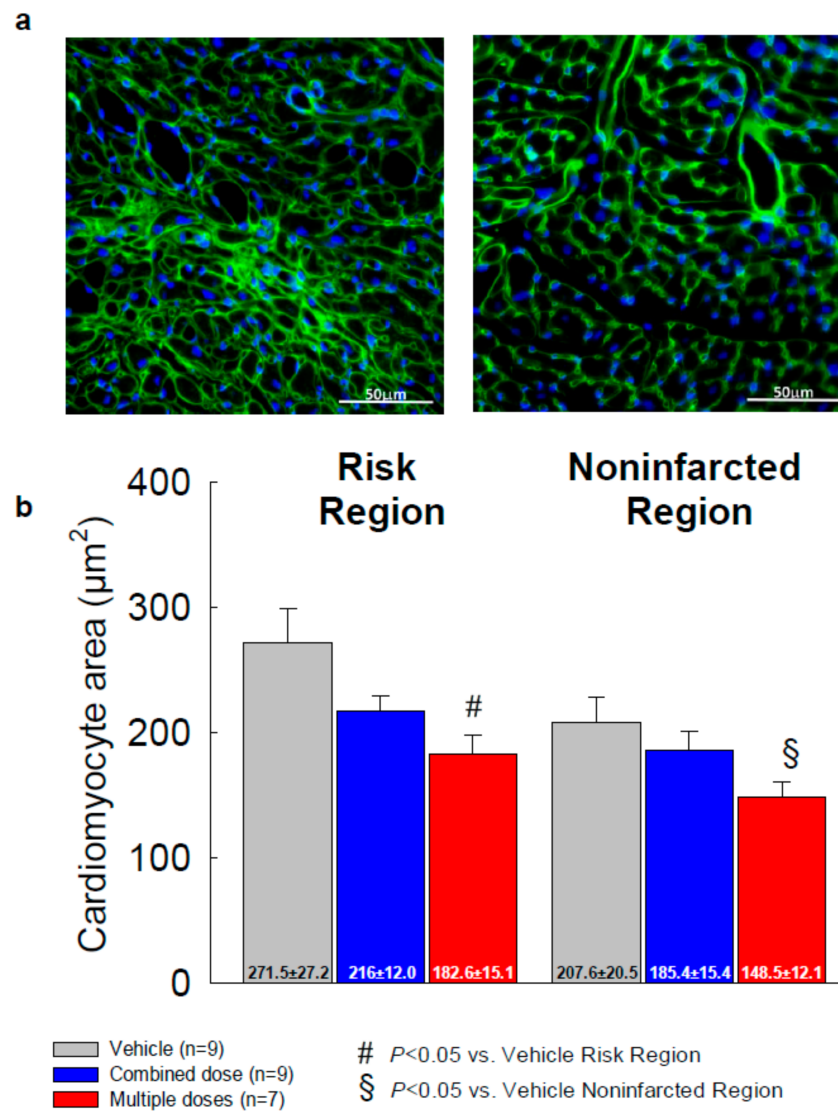 a
50μm
50μm
b
Risk
Region
Noninfarcted
Region
Cardiomyocyte area (μm²)
400
300
200
100
0
#
§
271.5±27.2
216±12.0
182.6±15.1
207.6±20.5
185.4±15.4
148.5±12.1
Vehicle (n=9)
Combined dose (n=9)
Multiple doses (n=7)
# P<0.05 vs. Vehicle Risk Region
§ P<0.05 vs. Vehicle Noninfarcted Region